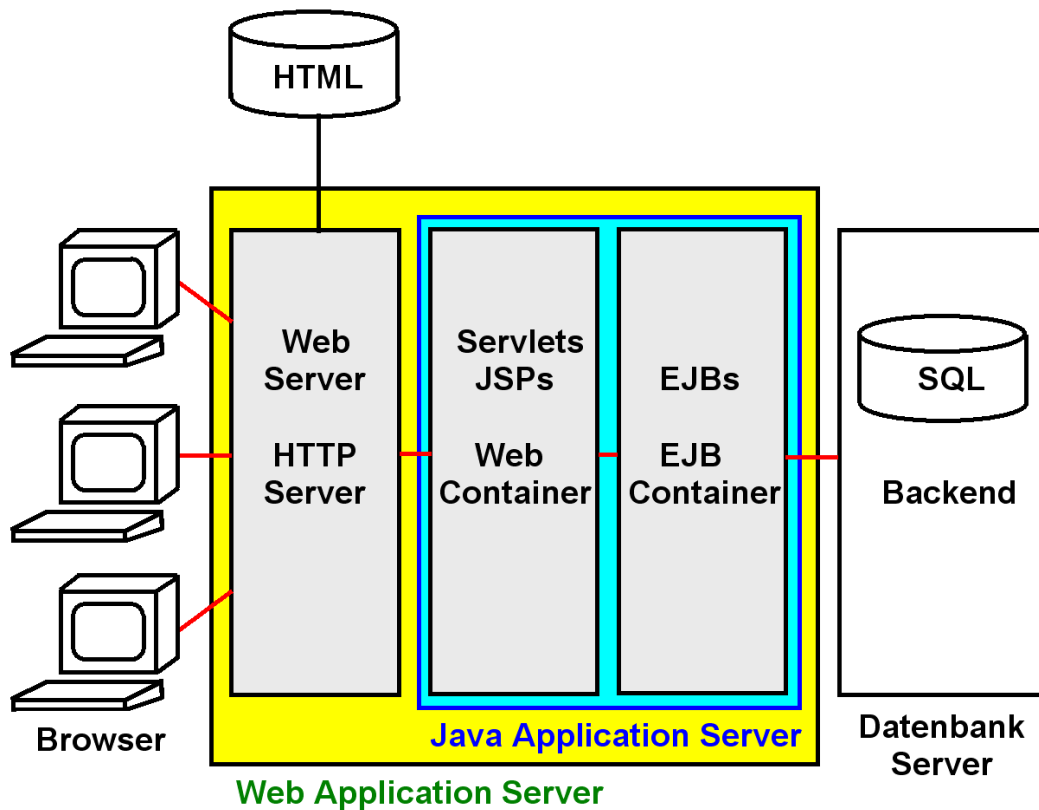 HTML
Web
Server
HTTP
Server
Servlets
JSPs
Web
Container
EJBs
EJB
Container
SQL
Backend
Browser
Java Application Server
Datenbank
Server
Web Application Server